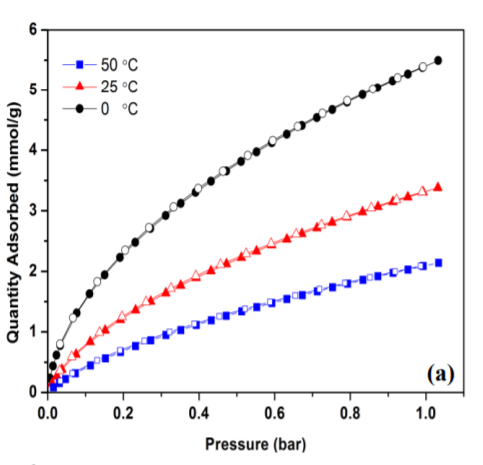 6
5
4
3
2
1
0
Quantity Adsorbed (mmol/g)
50 °C
25 °C
0 °C
(a)
0.0 0.2 0.4 0.6 0.8 1.0
Pressure (bar)